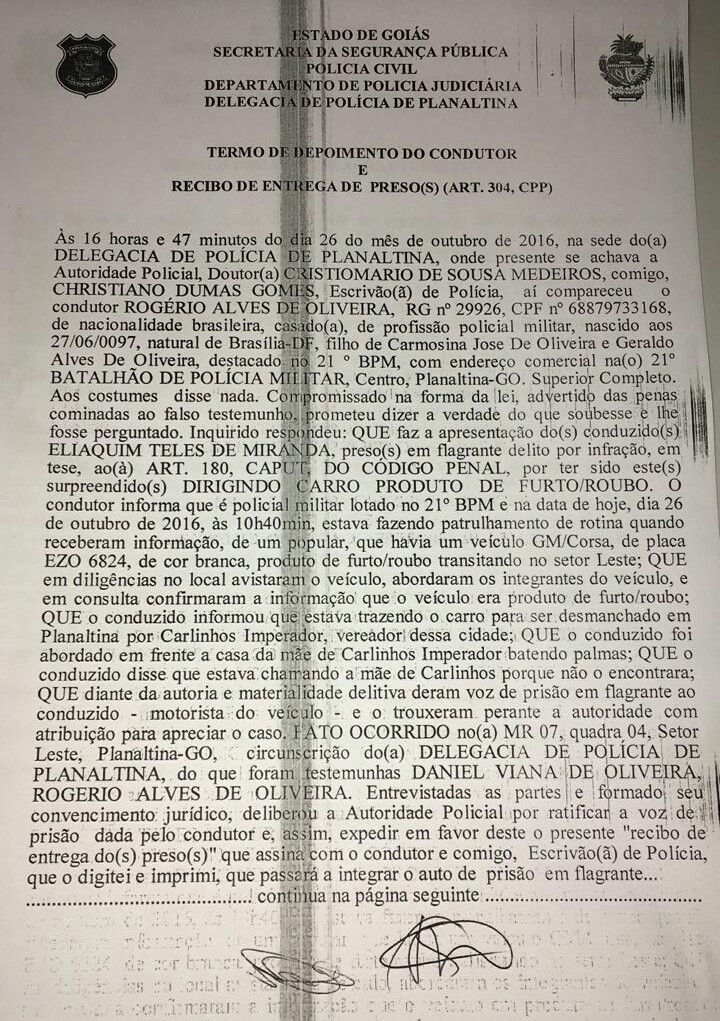 ESTADO DE GOIÁS
SECRETARIA DA SEGURANÇA PÚBLICA
POLICIA CIVIL
DEPARTAMENTO DE POLICIA JUDICIÁRIA
DELEGACIA DE POLÍCIA DE PLANALTINA
TERMO DE DEPOIMENTO DO CONDUTOR
E
RECIBO DE ENTREGA DE PRESO(S) (ART. 304, CPP)
Às 16 horas e 47 minutos do dia 26 do mês de outubro de 2016, na sede do(a)
DELEGACIA DE POLÍCIA DE PLANALTINA, onde presente se achava a
Autoridade Policial, Doutor(a) CRISTIOMARIO DE SOUSA MEDEIROS, comigo,
CHRISTIANO DUMAS GOMES, Escrivão(ã) de Polícia, aí compareceu o
condutor ROGÉRIO ALVES DE OLIVEIRA, RG nº 29926, CPF nº 68879733168,
de nacionalidade brasileira, casado(a), de profissão policial militar, nascido aos
27/06/0097, natural de Brasília-DF, filho de Carmosina Jose De Oliveira e Geraldo
Alves De Oliveira, destacado no 21 º BPM, com endereço comercial na(o) 21º
BATALHÃO DE POLÍCIA MILITAR, Centro, Planaltina-GO. Superior Completo.
Aos costumes disse nada. Compromissado na forma da lei, advertido das penas
cominadas ao falso testemunho, prometeu dizer a verdade do que soubesse e lhe
fosse perguntado. Inquirido respondeu: QUE faz a apresentação do(s) conduzido(s)
ELIAQUIM TELES DE MIRANDA, preso(s) em flagrante delito por infração, em
tese, ao(à) ART. 180, CAPUT, DO CÓDIGO PENAL, por ter sido este(s)
surpreendido(s) DIRIGINDO CARRO PRODUTO DE FURTO/ROUBO. O
condutor informa que é policial militar lotado no 21º BPM e na data de hoje, dia 26
de outubro de 2016, às 10h40min, estava fazendo patrulhamento de rotina quando
receberam informação, de um popular, que havia um veículo GM/Corsa, de placa
EZO 6824, de cor branca, produto de furto/roubo transitando no setor Leste; QUE
em diligências no local avistaram o veículo, abordaram os integrantes do veículo, e
em consulta confirmaram a informação que o veículo era produto de furto/roubo;
QUE o conduzido informou que estava trazendo o carro para ser desmanchado em
Planaltina por Carlinhos Imperador, vereador dessa cidade; QUE o conduzido foi
abordado em frente a casa da mãe de Carlinhos Imperador batendo palmas; QUE o
conduzido disse que estava chamando a mãe de Carlinhos porque não o encontrara;
QUE diante da autoria e materialidade delitiva deram voz de prisão em flagrante ao
conduzido - motorista do veículo - e o trouxeram perante a autoridade com
atribuição para apreciar o caso. FATO OCORRIDO no(a) MR 07, quadra 04, Setor
Leste, Planaltina-GO, circunscrição do(a) DELEGACIA DE POLÍCIA DE
PLANALTINA, do que foram testemunhas DANIEL VIANA DE OLIVEIRA,
ROGERIO ALVES DE OLIVEIRA. Entrevistadas as partes e formado seu
convencimento jurídico, deliberou a Autoridade Policial por ratificar a voz de
prisão dada pelo condutor e, assim, expedir em favor deste o presente "recibo de
entrega do(s) preso(s)" que assina com o condutor e comigo, Escrivão(ã) de Polícia,
que o digitei e imprimi, que passará a integrar o auto de prisão em flagrante...
.................................... continua na página seguinte ....................................